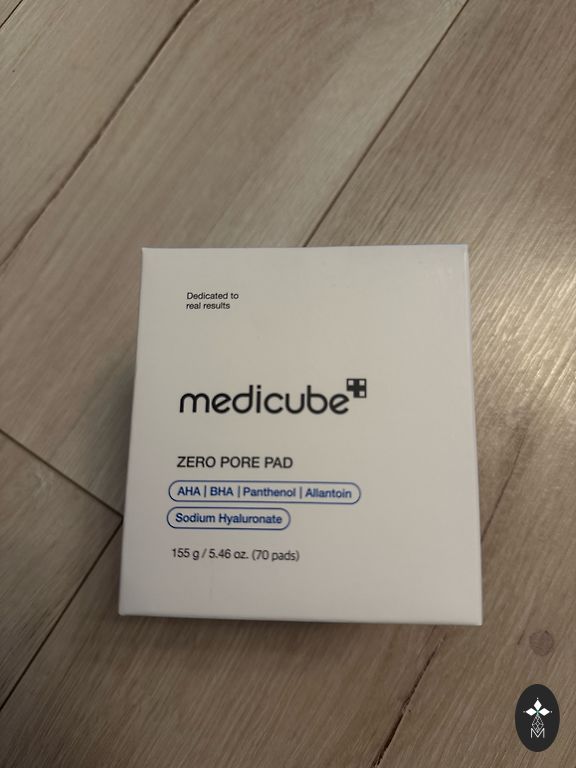 Dedicated to
real results
medicube
ZERO PORE PAD
AHA | BHA | Panthenol | Allantoin
Sodium Hyaluronate
155 g / 5.46 oz. (70 pads)
M